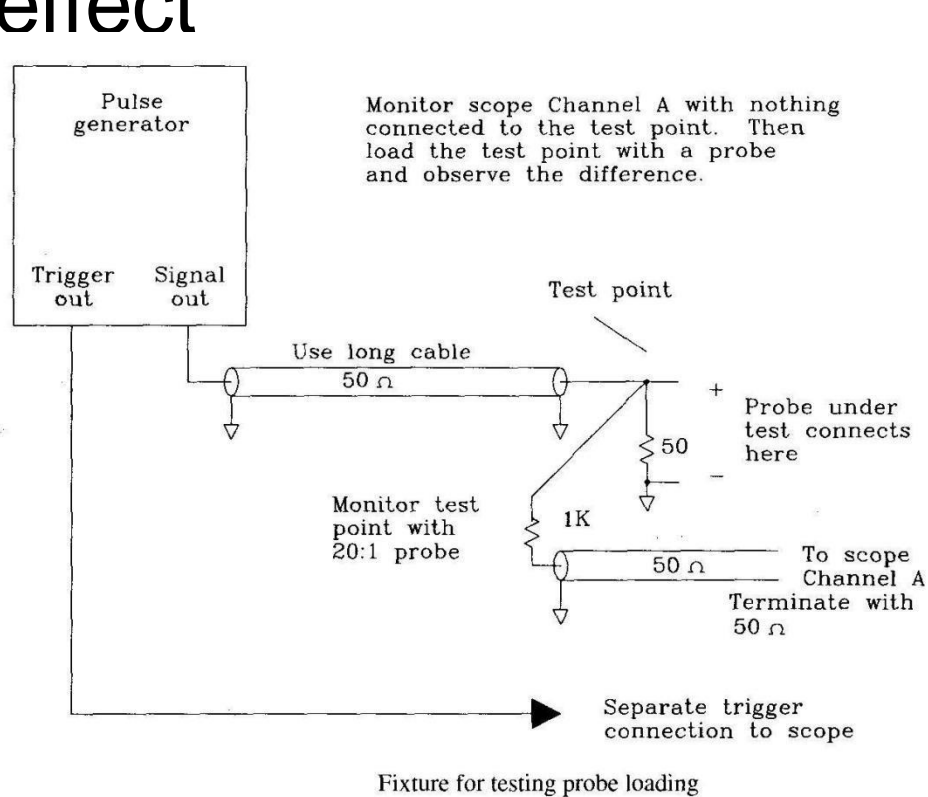 effect
Pulse
generator
Monitor scope Channel A with nothing
connected to the test point. Then
load the test point with a probe
and observe the difference.
Trigger
out
Signal
out
Test point
Use long cable
50 Ω
+
Probe under
test connects
here
50
−
Monitor test
point with
20:1 probe
1K
50 Ω
To scope
Channel A
Terminate with
50 Ω
Separate trigger
connection to scope
Fixture for testing probe loading